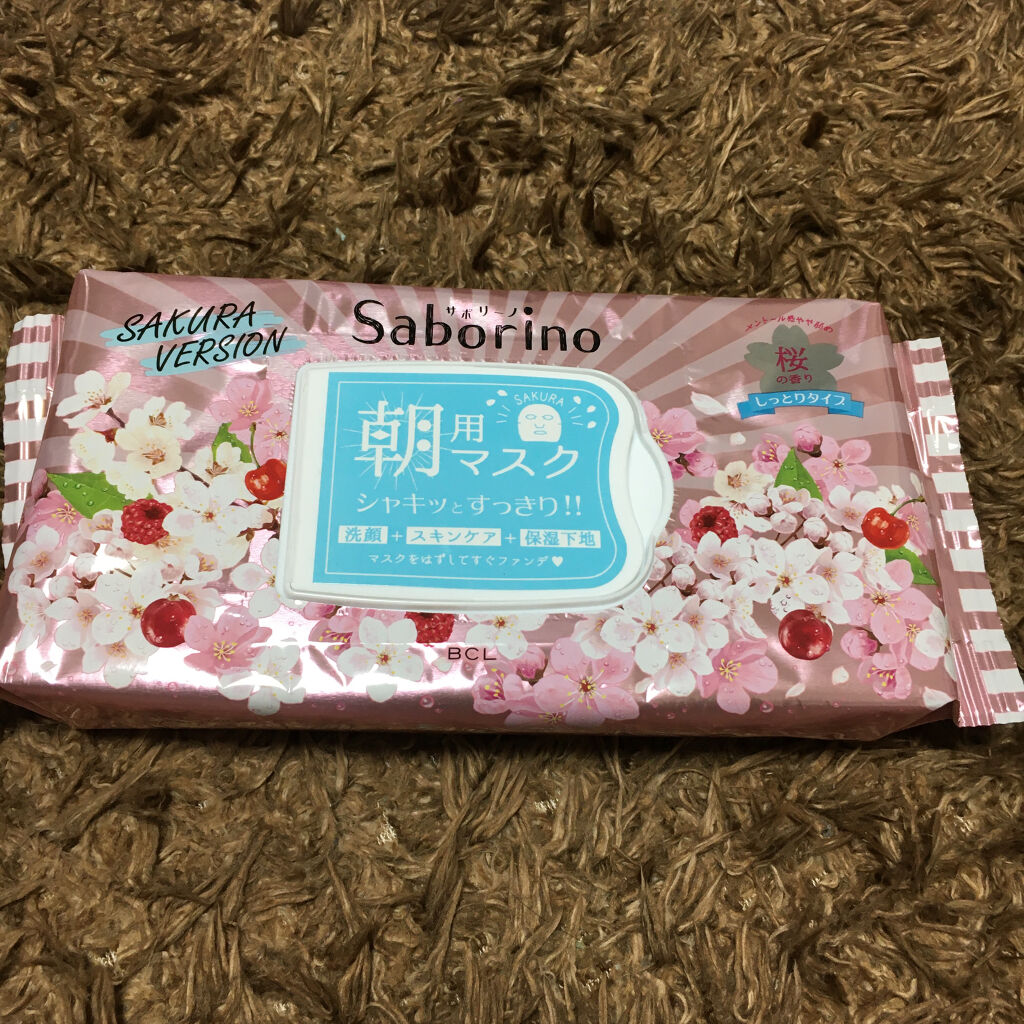 SAKURA
VERSION
サボリーノ
Saborino
メントール感やや強め
桜
の香り
しっとりタイプ
SAKURA
朝用
マスク
シャキッとすっきり!!
洗顔+スキンケア+保湿下地
マスクをはずしてすぐファンデ♥
BCL